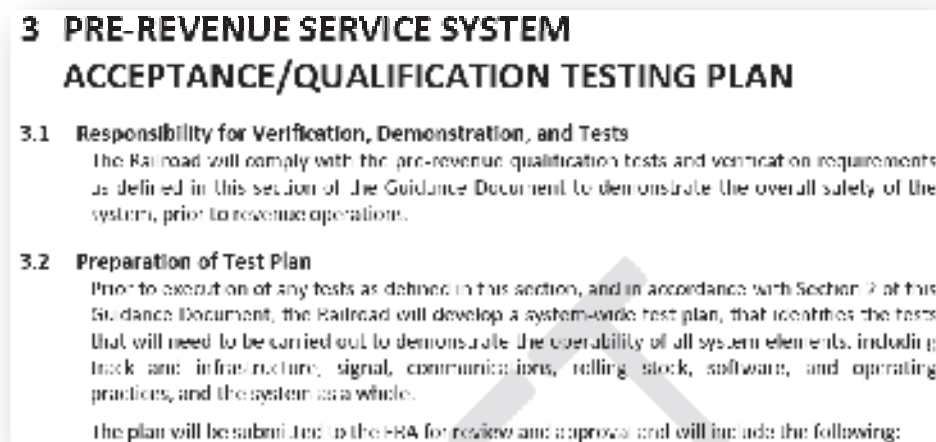 3 PRE-REVENUE SERVICE SYSTEM
ACCEPTANCE/QUALIFICATION TESTING PLAN
3.1 Responsibility for Verification, Demonstration, and Tests
The Railroad will comply with the pre-revenue qualification tests and verification requirements
as defined in this section of the Guidance Document to demonstrate the overall safety of the
system, prior to revenue operations.
3.2 Preparation of Test Plan
Prior to execution of any tests as defined in this section, and in accordance with Section 2 of this
Guidance Document, the Railroad will develop a system-wide test plan, that identifies the tests
that will need to be carried out to demonstrate the operability of all system elements, including
track and infrastructure, signal, communications, rolling stock, software, and operating
practices, and the system as a whole.
The plan will be submitted to the FRA for review and approval and will include the following: